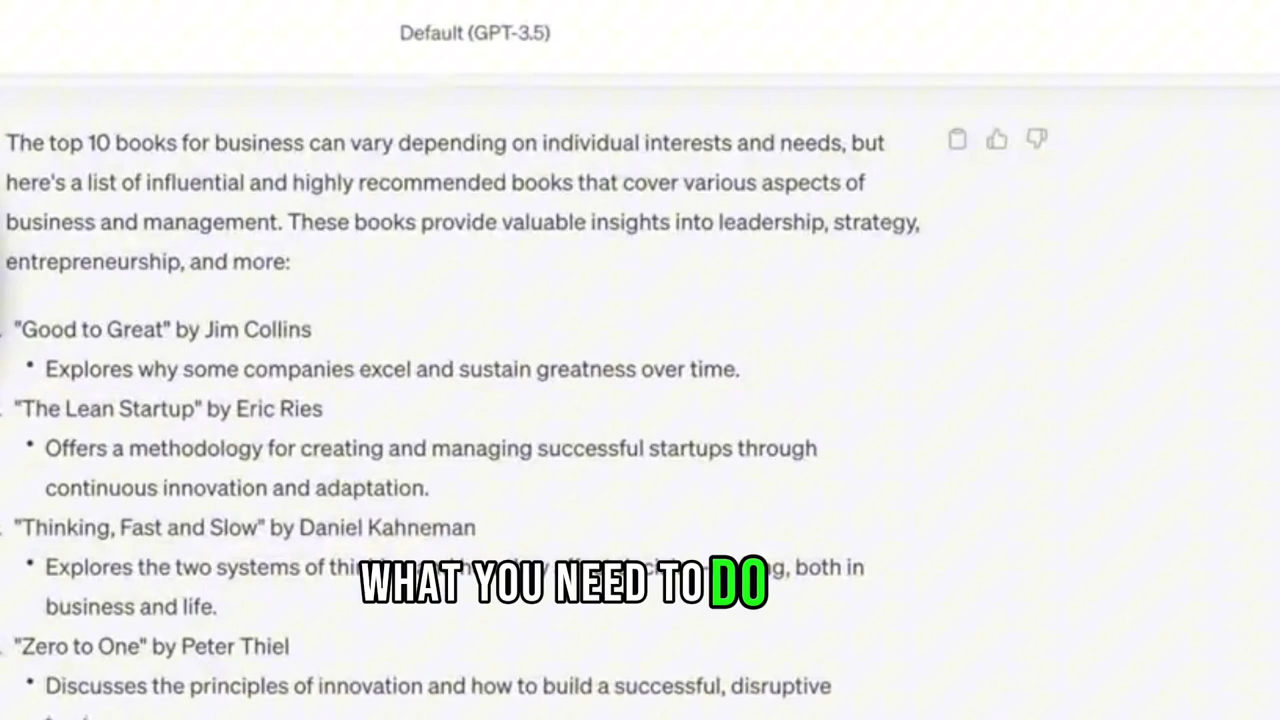 Default (GPT-3.5)
The top 10 books for business can vary depending on individual interests and needs, but
here's a list of influential and highly recommended books that cover various aspects of
business and management. These books provide valuable insights into leadership, strategy,
entrepreneurship, and more:
"Good to Great" by Jim Collins
• Explores why some companies excel and sustain greatness over time.
"The Lean Startup" by Eric Ries
• Offers a methodology for creating and managing successful startups through
continuous innovation and adaptation.
"Thinking, Fast and Slow" by Daniel Kahneman
• Explores the two systems of both in
WHAT YOU NEED TO DO
business and life.
"Zero to One" by Peter Thiel
• Discusses the principles of innovation and how to build a successful, disruptive